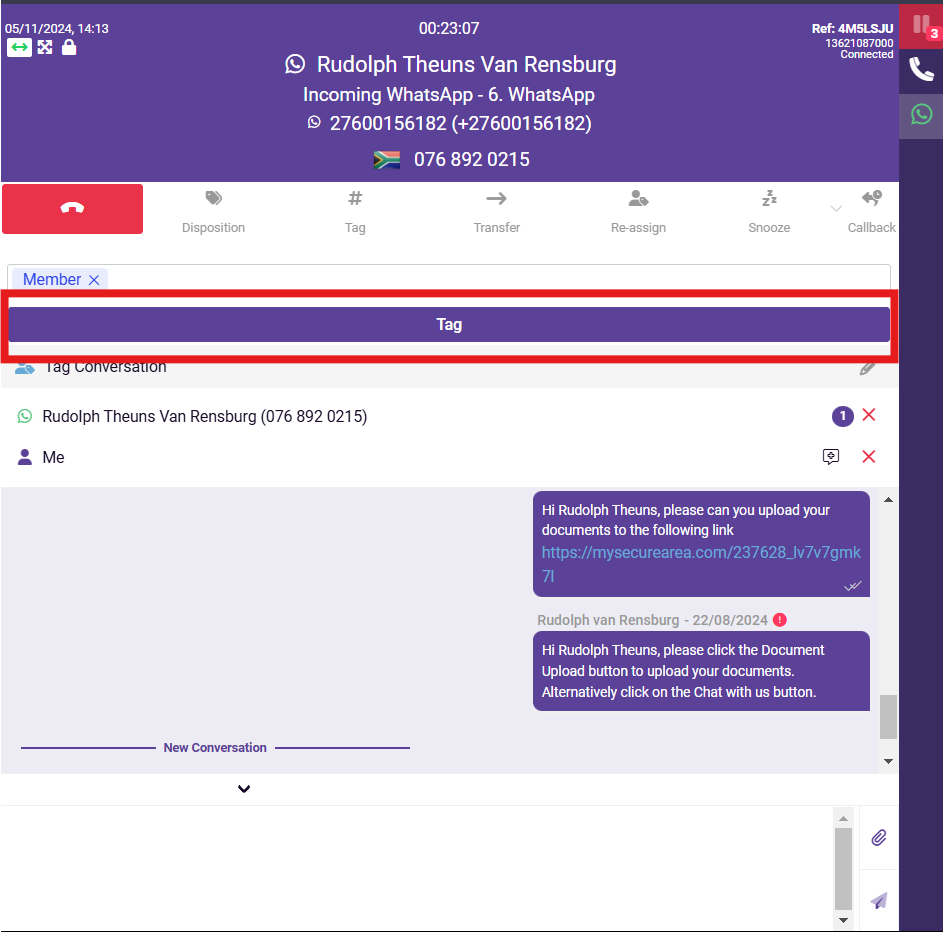 05/11/2024, 14:13
00:23:07
Ref: 4M5LSJU
13621087000
Connected
3
Rudolph Theuns Van Rensburg
Incoming WhatsApp - 6. WhatsApp
27600156182 (+27600156182)
076 892 0215
Disposition
Tag
Transfer
Re-assign
Snooze
Callback
Member
Tag
Tag Conversation
Rudolph Theuns Van Rensburg (076 892 0215)
1
Me
Hi Rudolph Theuns, please can you upload your
documents to the following link
https://mysecurearea.com/237628_lv7v7gmk
7l
Rudolph van Rensburg - 22/08/2024
Hi Rudolph Theuns, please click the Document
Upload button to upload your documents.
Alternatively click on the Chat with us button.
New Conversation